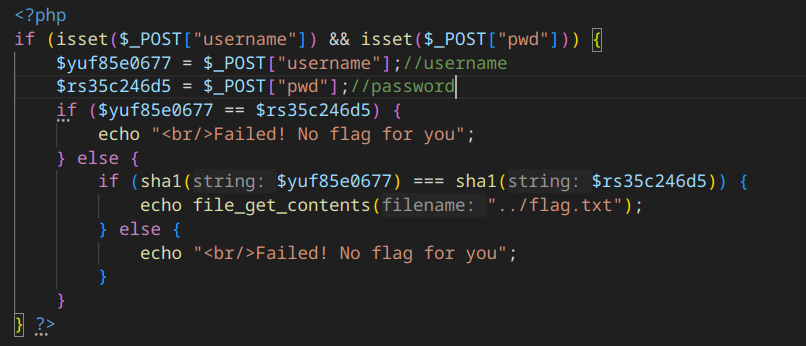 <?php
if (isset($_POST["username"]) && isset($_POST["pwd"])) {
$yuf85e0677 = $_POST["username"];//username
$rs35c246d5 = $_POST["pwd"];//password
if ($yuf85e0677 == $rs35c246d5) {
echo "<br/>Failed! No flag for you";
} else {
if (sha1(string: $yuf85e0677) === sha1(string: $rs35c246d5)) {
echo file_get_contents(filename: "../flag.txt");
} else {
echo "<br/>Failed! No flag for you";
}
}
} ?>